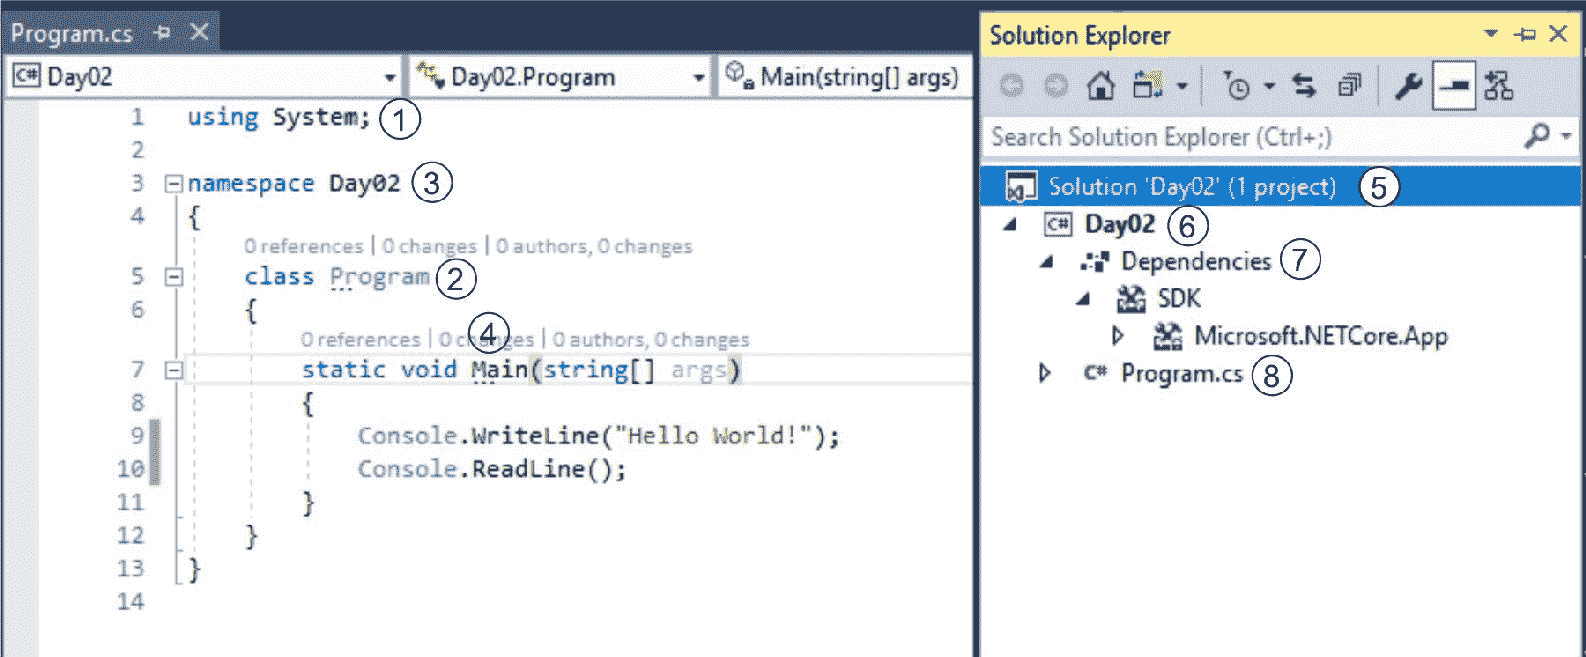 Program.cs
C# Day02
Day02.Program
Main(string[] args)
1 using System; 1
2
3 namespace Day02 3
4 {
0 references | 0 changes | 0 authors, 0 changes
5 class Program 2
6 {
0 references | 0 changes | 0 authors, 0 changes 4
7 static void Main(string[] args)
8 {
9 Console.WriteLine("Hello World!");
10 Console.ReadLine();
11 }
12 }
13 }
14
Solution Explorer
Search Solution Explorer (Ctrl+;)
Solution 'Day02' (1 project) 5
C# Day02 6
Dependencies 7
SDK
Microsoft.NETCore.App
C# Program.cs 8